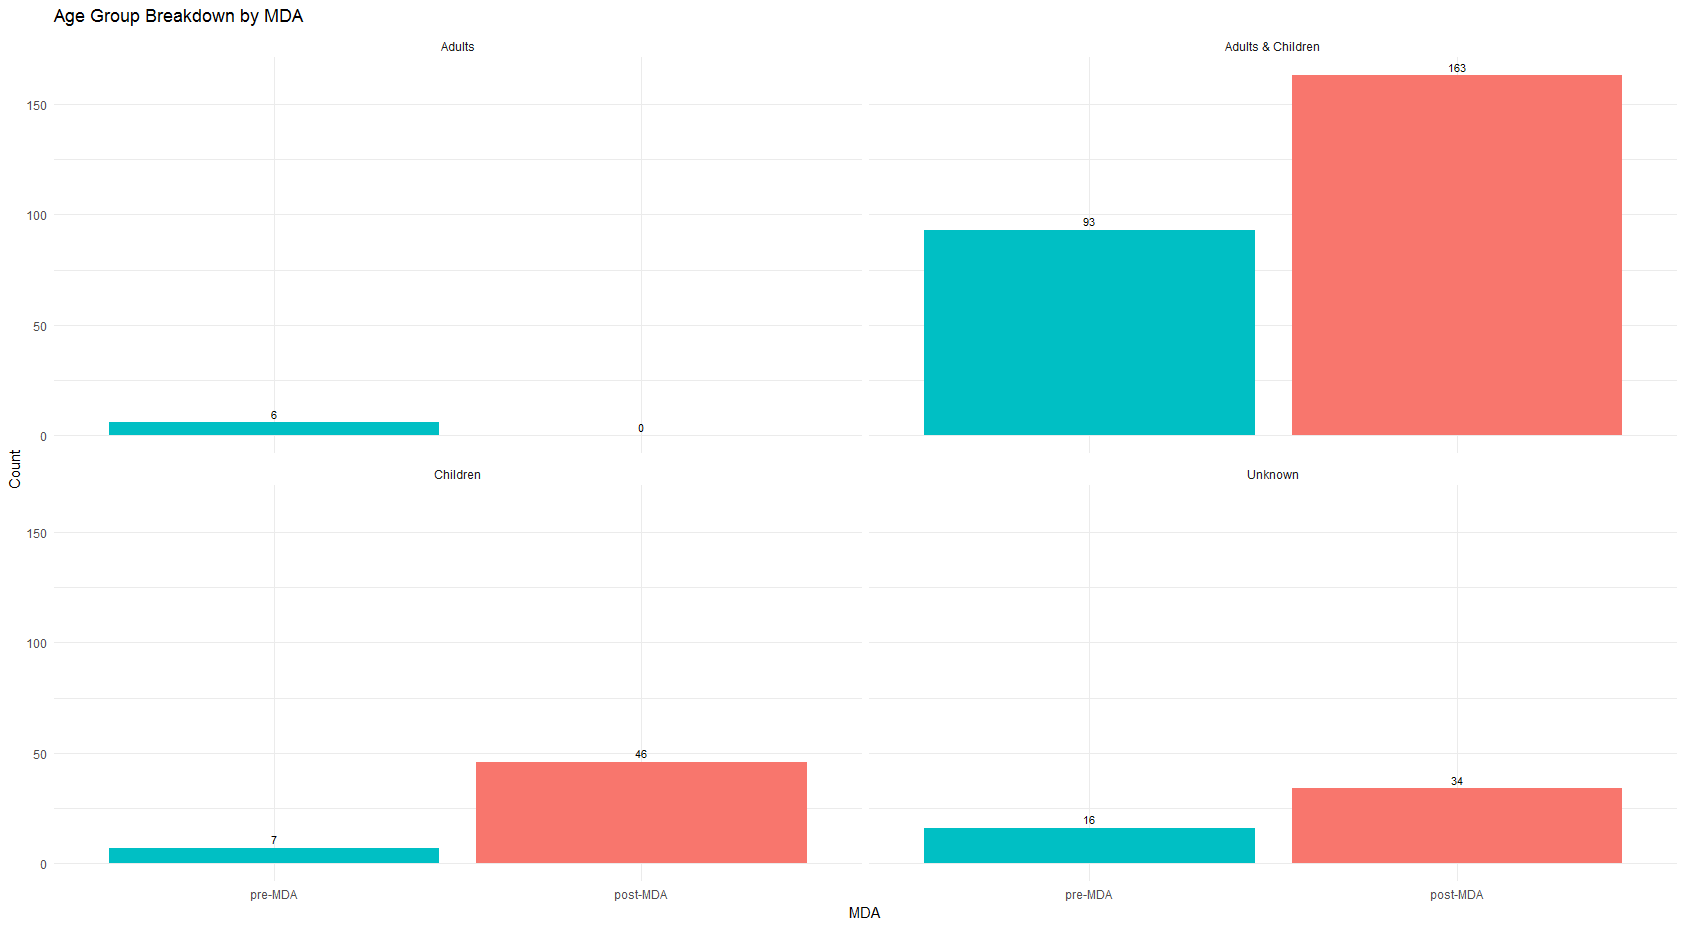 Age Group Breakdown by MDA
Adults
Adults & Children
150
100
50
0
6
0
93
163
Children
Unknown
150
100
50
0
7
46
16
34
pre-MDA
post-MDA
pre-MDA
post-MDA
MDA
Count